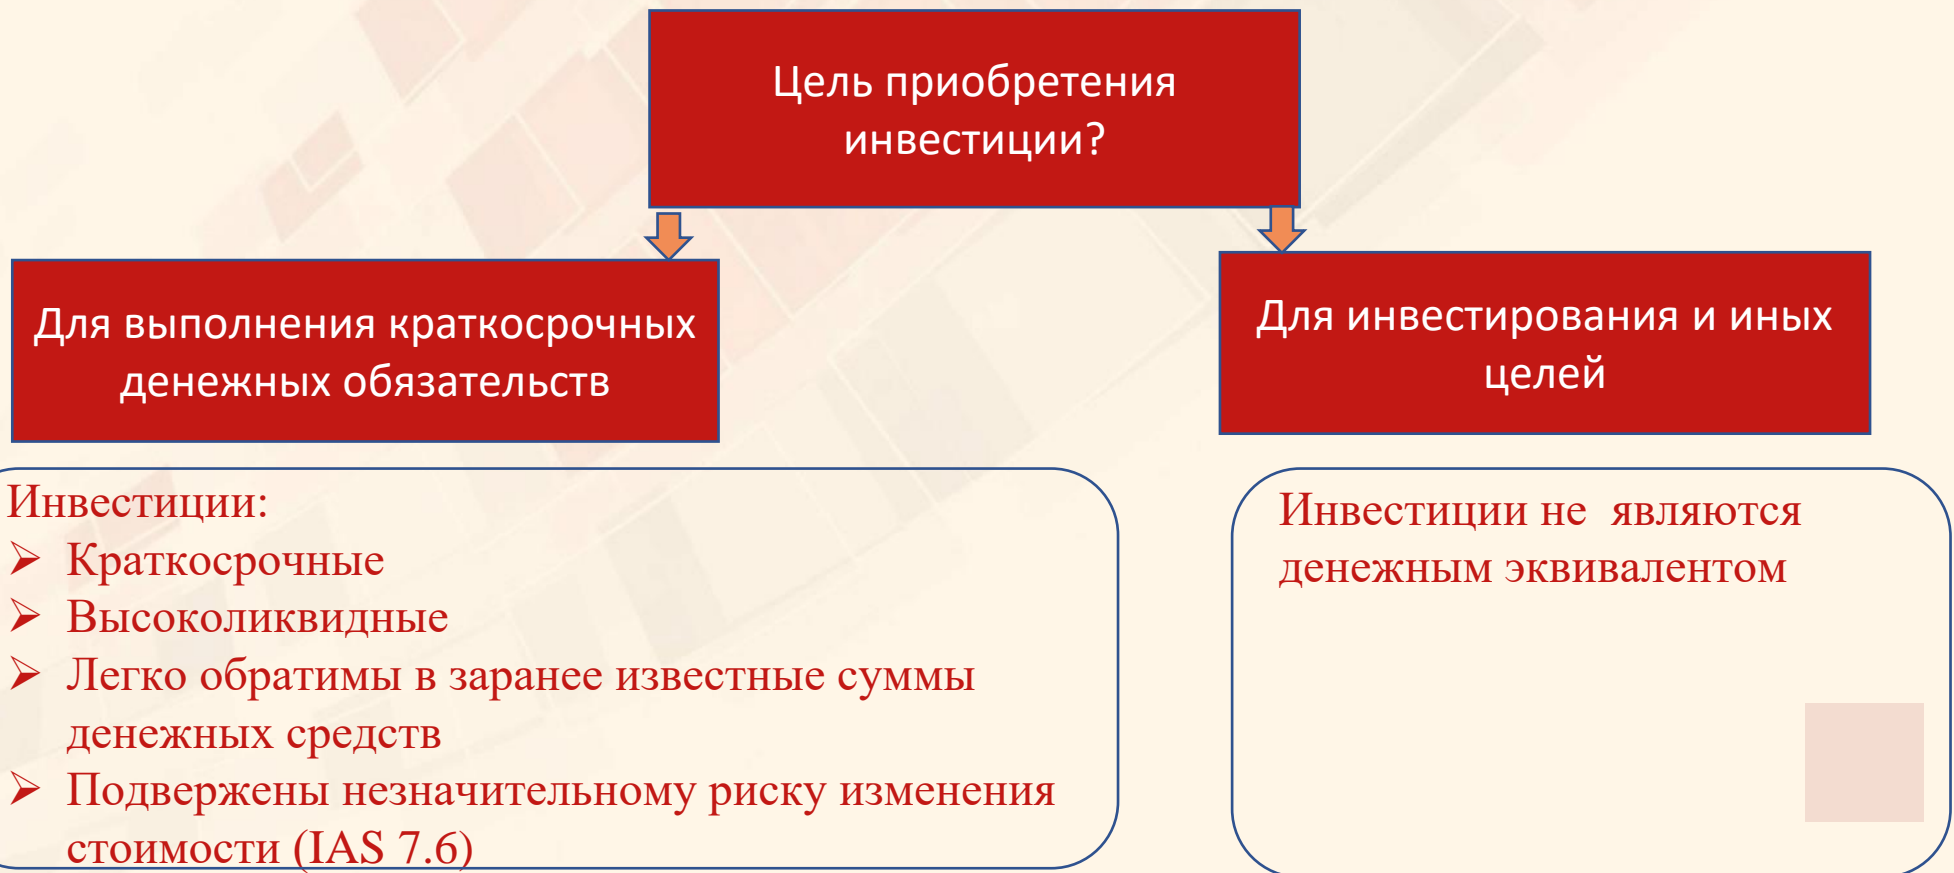 Цель приобретения
инвестиции?
Для выполнения краткосрочных
денежных обязательств
Для инвестирования и иных
целей
Инвестиции:
➢ Краткосрочные
➢ Высоколиквидные
➢ Легко обратимы в заранее известные суммы
денежных средств
➢ Подвержены незначительному риску изменения
стоимости (IAS 7.6)
Инвестиции не являются
денежным эквивалентом